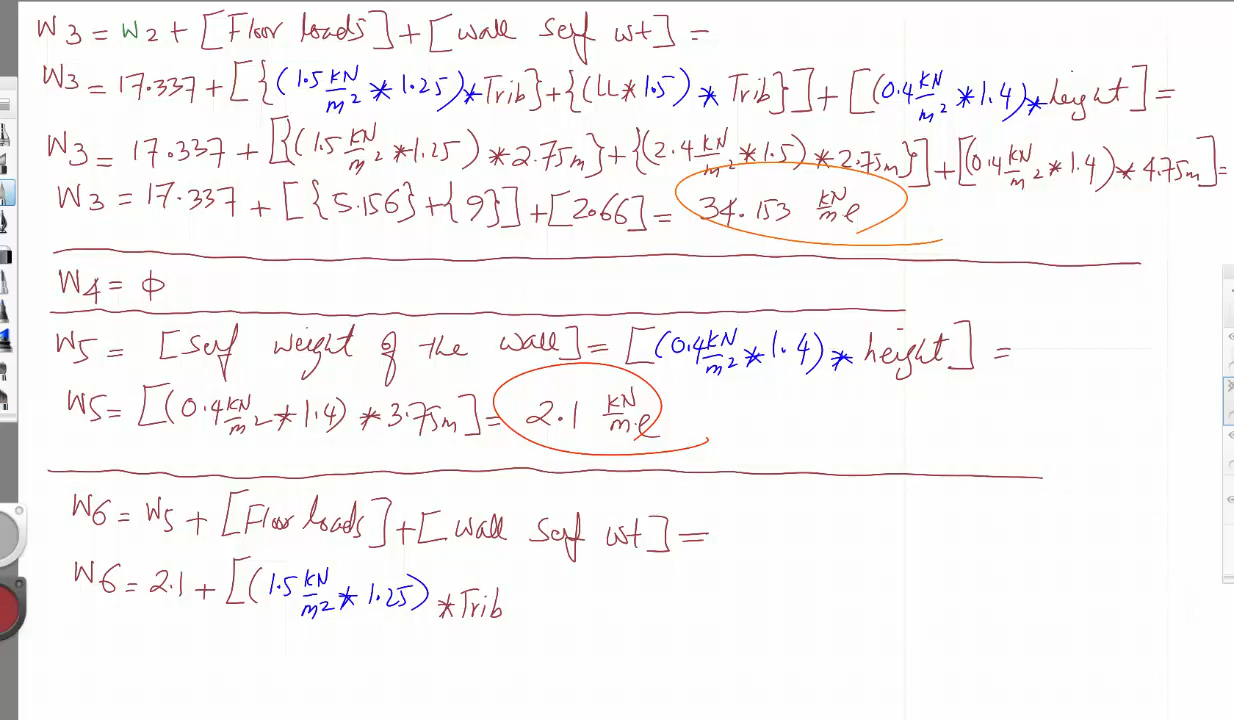 W3 = W2 + [Floor loads] + [Wall Self wt] =
W3 = 17.337 + [{(1.5 kN/m² * 1.25) * Trib} + {(LL * 1.5) * Trib}] + [(0.4 kN/m² * 1.4) * height] =
W3 = 17.337 + [{(1.5 kN/m² * 1.25) * 2.75m} + {(2.4 kN/m² * 1.5) * 2.75m}] + [(0.4 kN/m² * 1.4) * 4.75m] =
W3 = 17.337 + [{5.156} + {9}] + [2.66] = 34.153 kN/mℓ
W4 = ϕ
W5 = [Self weight of the wall] = [(0.4 kN/m² * 1.4) * height] =
W5 = [(0.4 kN/m² * 1.4) * 3.75m] = 2.1 kN/m.ℓ
W6 = W5 + [Floor loads] + [Wall Self wt] =
W6 = 2.1 + [(1.5 kN/m² * 1.25) * Trib